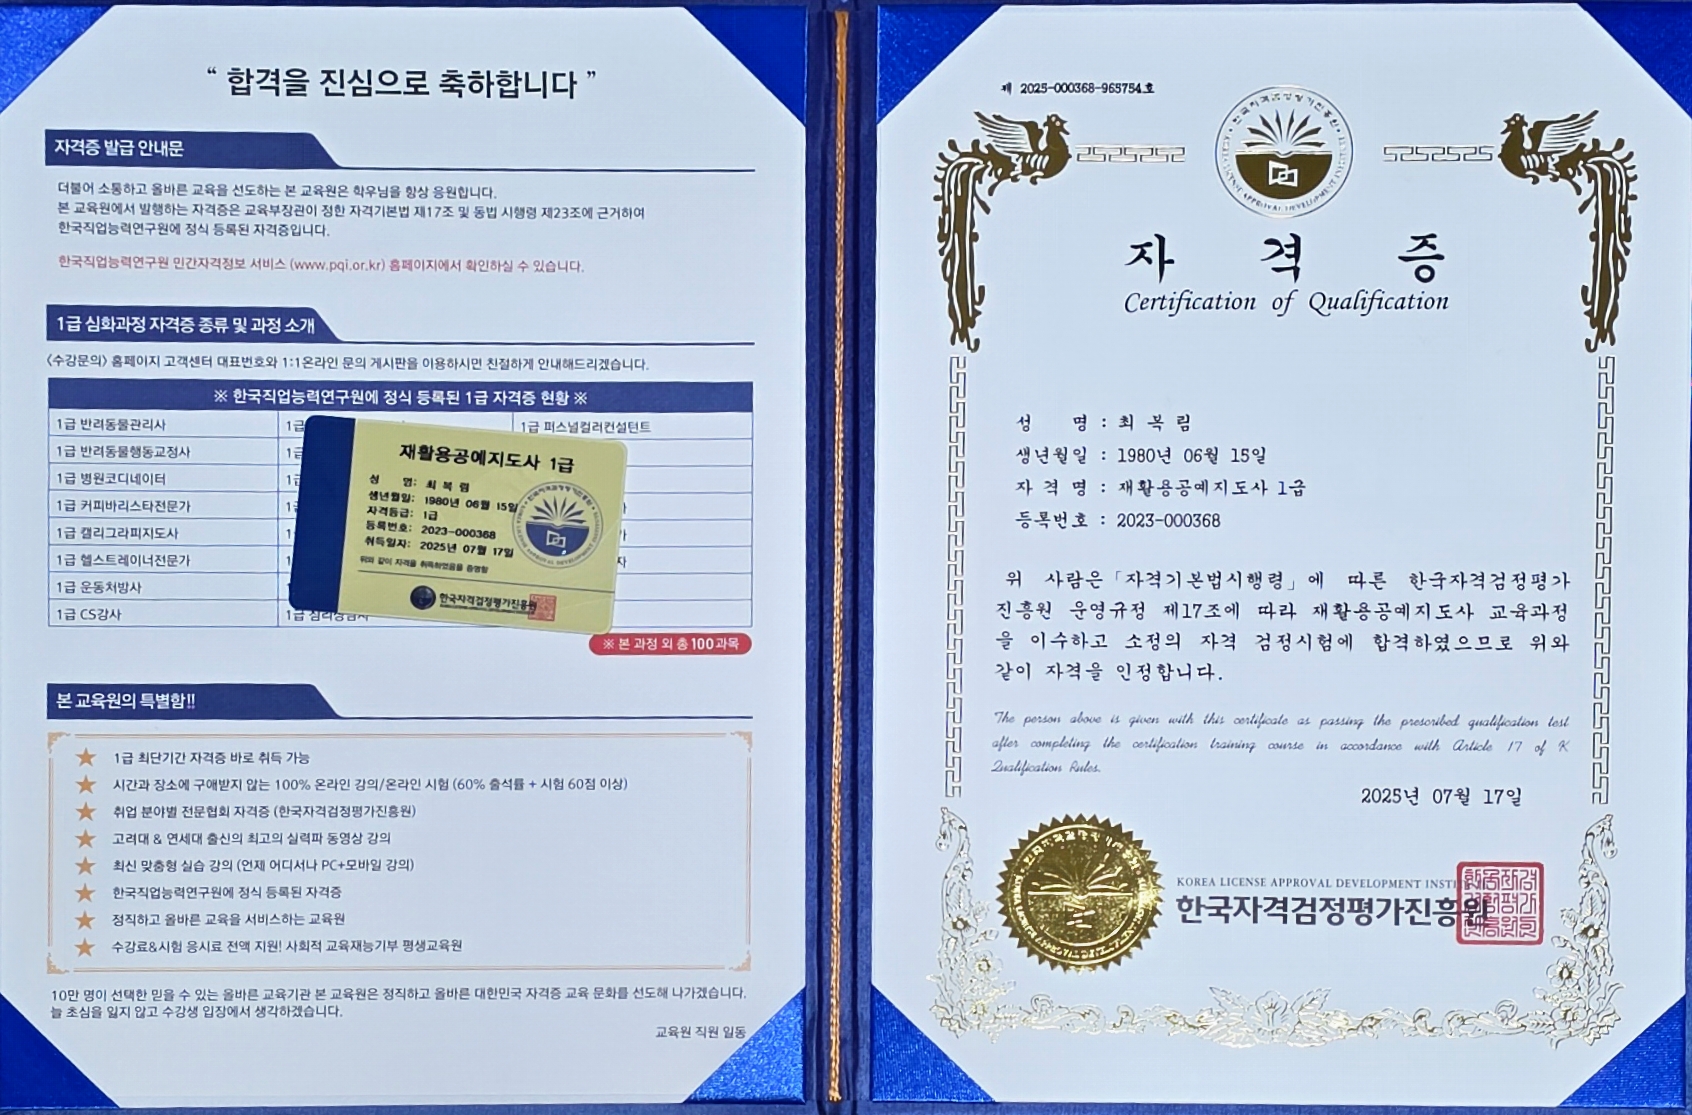 “ 합격을 진심으로 축하합니다 ”
자격증 발급 안내문
더불어 소통하고 올바른 교육을 선도하는 본 교육원은 학우님을 항상 응원합니다.
본 교육원에서 발행하는 자격증은 교육부장관이 정한 자격기본법 제17조 및 동법 시행령 제23조에 근거하여
한국직업능력연구원에 정식 등록된 자격증입니다.
한국직업능력연구원 민간자격정보 서비스 (www.pqi.or.kr) 홈페이지에서 확인하실 수 있습니다.
1급 심화과정 자격증 종류 및 과정 소개
<수강문의> 홈페이지 고객센터 대표번호와 1:1온라인 문의 게시판을 이용하시면 친절하게 안내해드리겠습니다.
※ 한국직업능력연구원에 정식 등록된 1급 자격증 현황 ※
1급 반려동물관리사
1급 퍼스널컬러컨설턴트
1급 반려동물행동교정사
1급 병원코디네이터
1급 커피바리스타전문가
1급 캘리그라피지도사
1급 헬스트레이너전문가
1급 운동처방사
1급 CS강사
1급 심리상담사
재활용공예지도사 1급
성 명: 최 복 림
생년월일: 1980년 06월 15일
자격등급: 1급
등록번호: 2023-000368
취득일자: 2025년 07월 17일
위와 같이 자격을 취득하였음을 증명함
한국자격검정평가진흥원
※ 본 과정 외 총 100과목
본 교육원의 특별함!!
1급 최단기간 자격증 바로 취득 가능
시간과 장소에 구애받지 않는 100% 온라인 강의/온라인 시험 (60% 출석률 + 시험 60점 이상)
취업 분야별 전문협회 자격증 (한국자격검정평가진흥원)
고려대 & 연세대 출신의 최고의 실력파 동영상 강의
최신 맞춤형 실습 강의 (언제 어디서나 PC+모바일 강의)
한국직업능력연구원에 정식 등록된 자격증
정직하고 올바른 교육을 서비스하는 교육원
수강료&시험 응시료 전액 지원! 사회적 교육재능기부 평생교육원
10만 명이 선택한 믿을 수 있는 올바른 교육기관 본 교육원은 정직하고 올바른 대한민국 자격증 교육 문화를 선도해 나가겠습니다.
늘 초심을 잃지 않고 수강생 입장에서 생각하겠습니다.
교육원 직원 일동
제 2025-000368-965754호
자 격 증
Certification of Qualification
성 명 : 최 복 림
생년월일 : 1980년 06월 15일
자 격 명 : 재활용공예지도사 1급
등록번호 : 2023-000368
위 사람은「자격기본법시행령」에 따른 한국자격검정평가
진흥원 운영규정 제17조에 따라 재활용공예지도사 교육과정
을 이수하고 소정의 자격 검정시험에 합격하였으므로 위와
같이 자격을 인정합니다.
The person above is given with this certificate as passing the prescribed qualification test
after completing the certification training course in accordance with Article 17 of K
Qualification Rules.
2025년 07월 17일
KOREA LICENSE APPROVAL DEVELOPMENT
한국자격검정평가진흥원